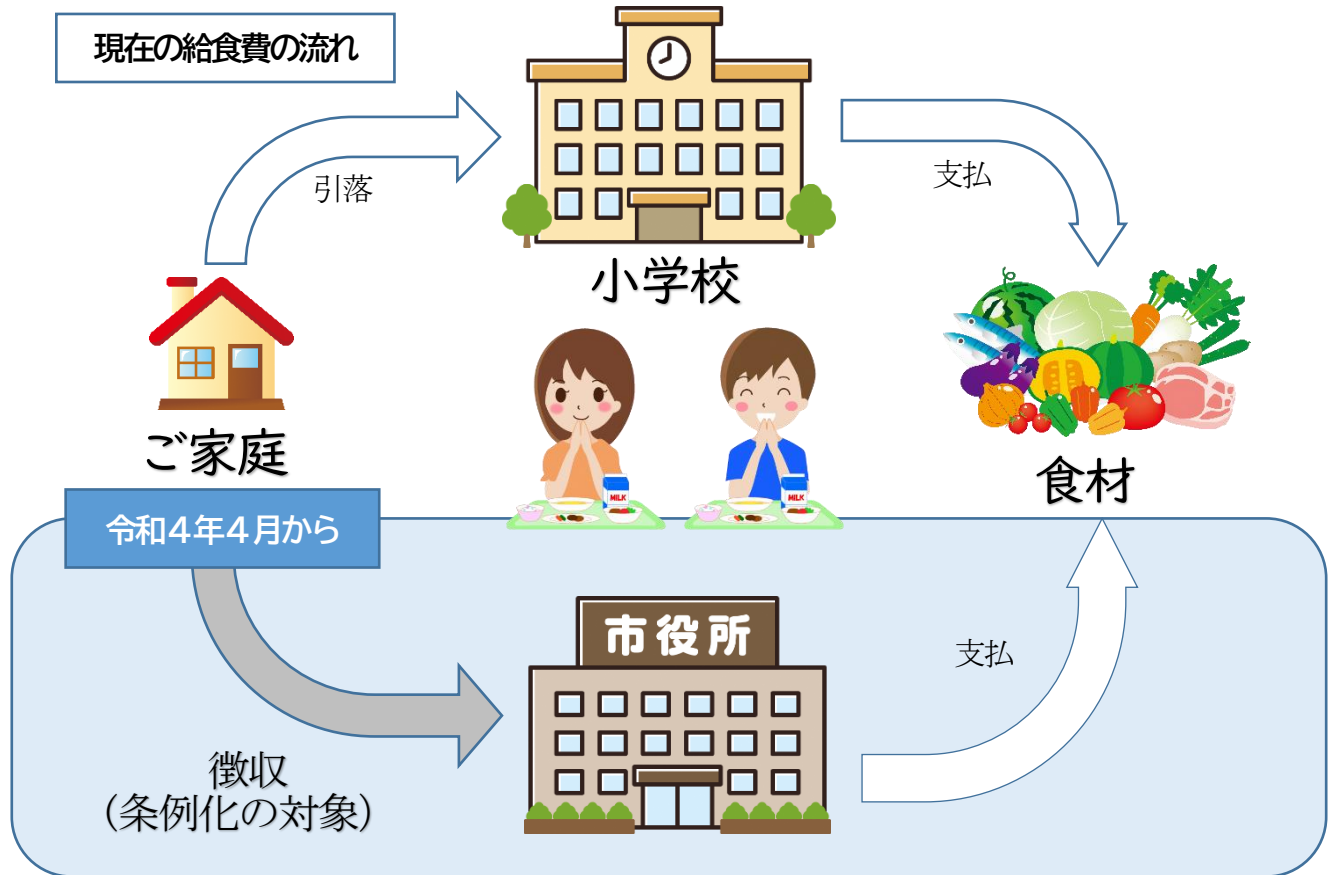 現在の給食費の流れ
引落
支払
小学校
ご家庭
MILK
MILK
食材
令和4年4月から
市役所
支払
徴収
(条例化の対象)